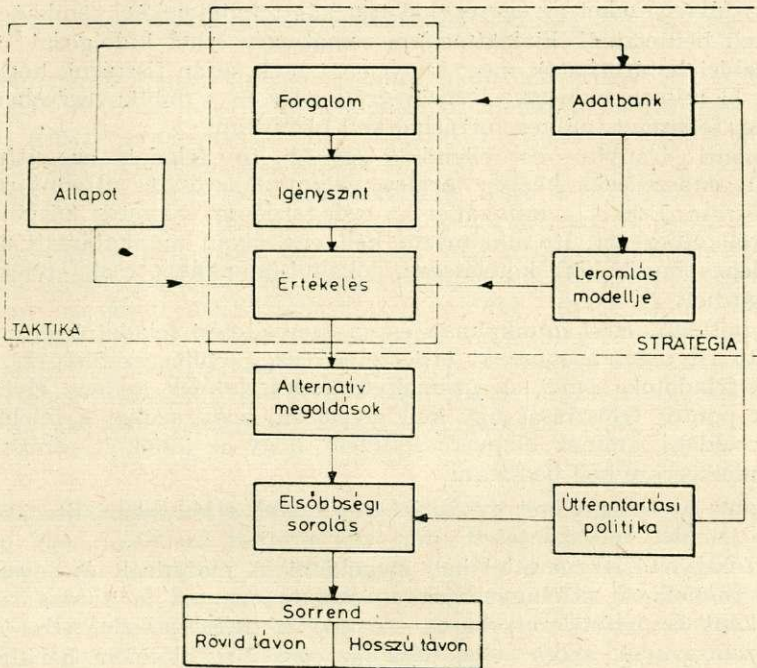 Forgalom
Adatbank
Állapot
Igényszint
Értékelés
Leromlás
modellje
TAKTIKA
STRATÉGIA
Alternatív
megoldások
Elsőbbségi
sorolás
Útfenntartási
politika
Sorrend
Rövid távon
Hosszú távon